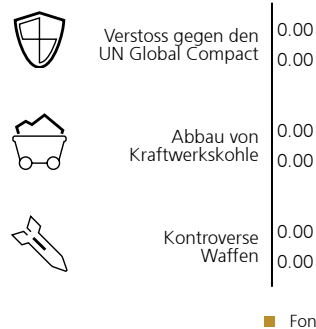 Verstoss gegen den
UN Global Compact
0.00
0.00
Abbau von
Kraftwerkskohle
0.00
0.00
Kontroverse
Waffen
0.00
0.00
Fon